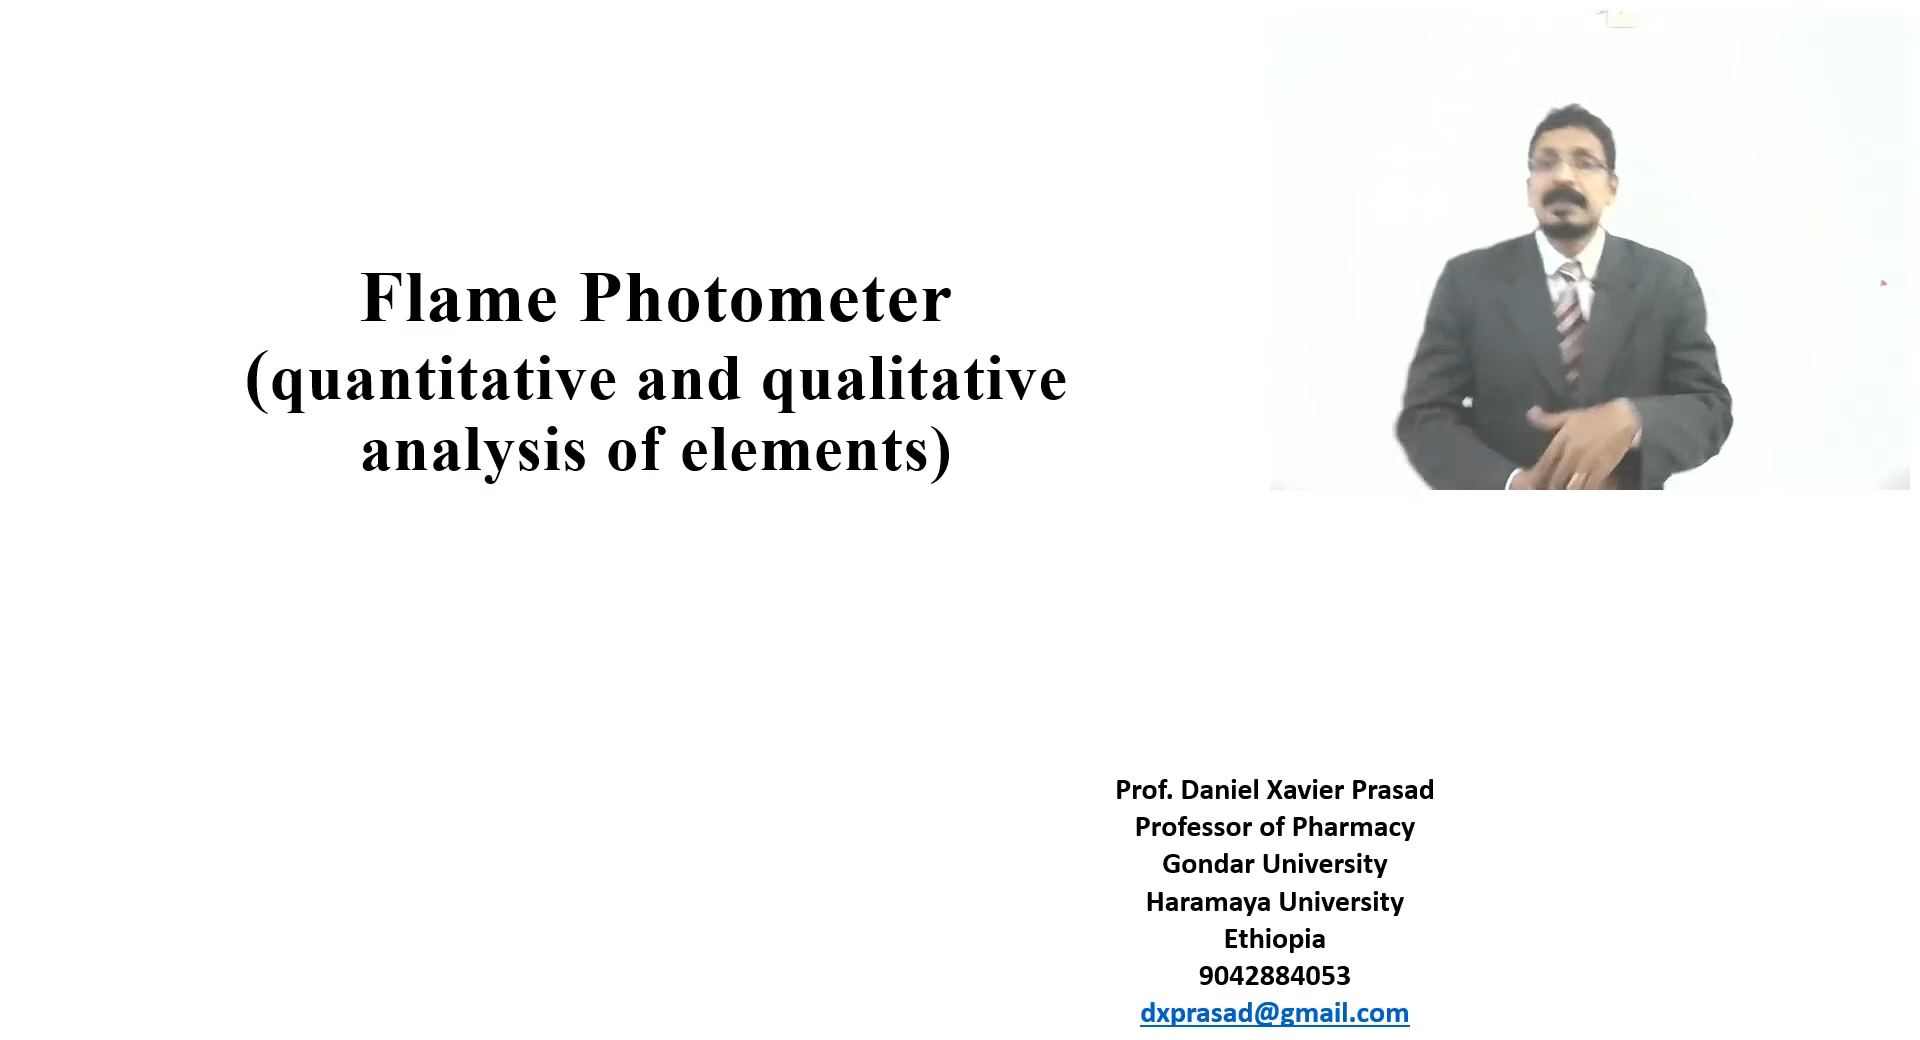 Flame Photometer
(quantitative and qualitative
analysis of elements)
Prof. Daniel Xavier Prasad
Professor of Pharmacy
Gondar University
Haramaya University
Ethiopia
9042884053
dxprasad@gmail.com